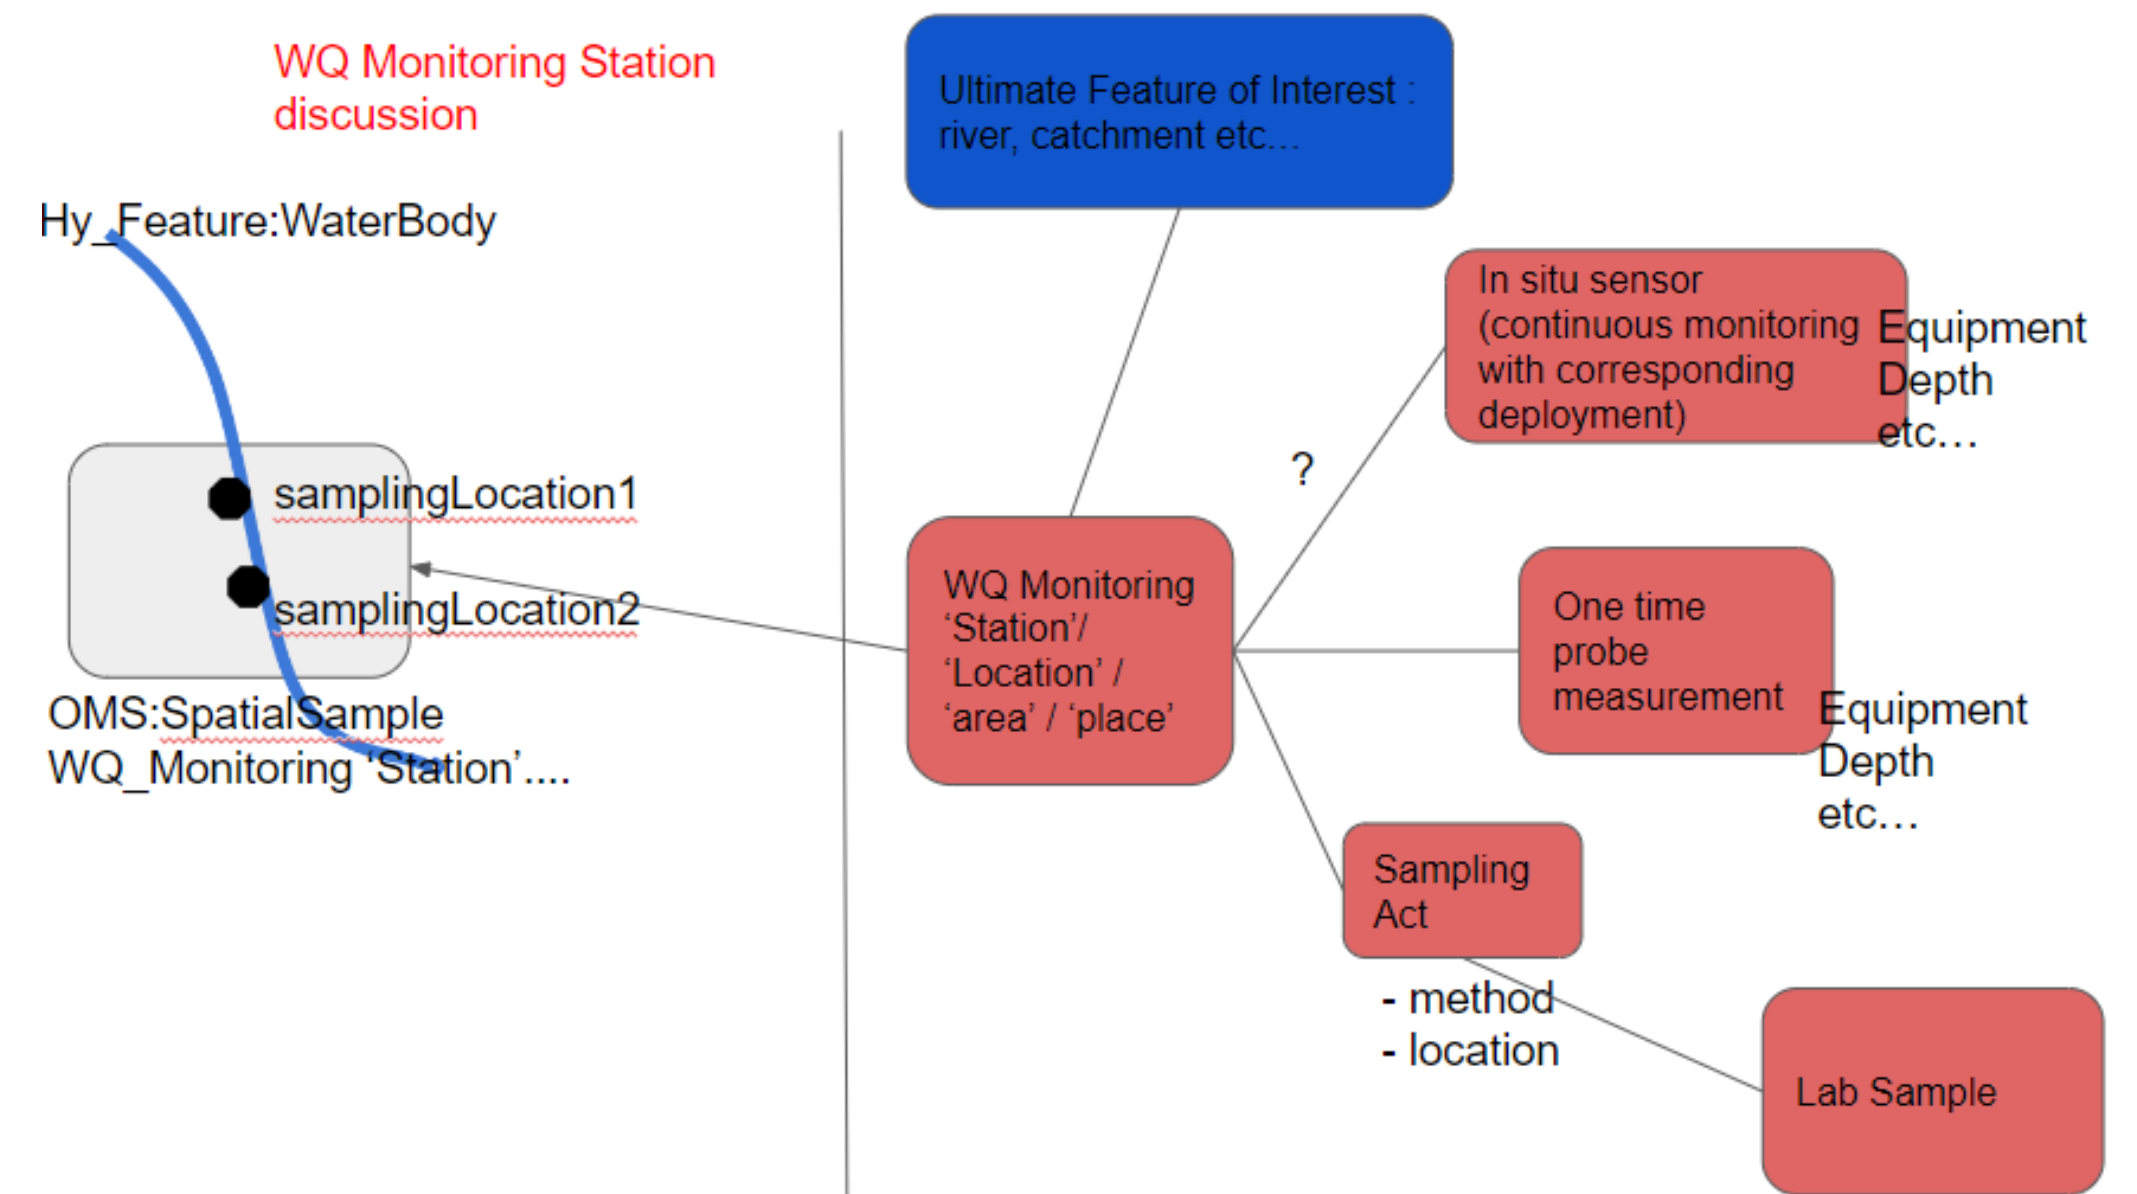 WQ Monitoring Station
discussion
Hy_Feature:WaterBody
samplingLocation1
samplingLocation2
OMS:SpatialSample
WQ_Monitoring ‘Station’....
Ultimate Feature of Interest :
river, catchment etc...
In situ sensor
(continuous monitoring
with corresponding
deployment)
Equipment
Depth
etc...
?
WQ Monitoring
‘Station’/
‘Location’ /
‘area’ / ‘place’
One time
probe
measurement
Equipment
Depth
etc...
Sampling
Act
- method
- location
Lab Sample